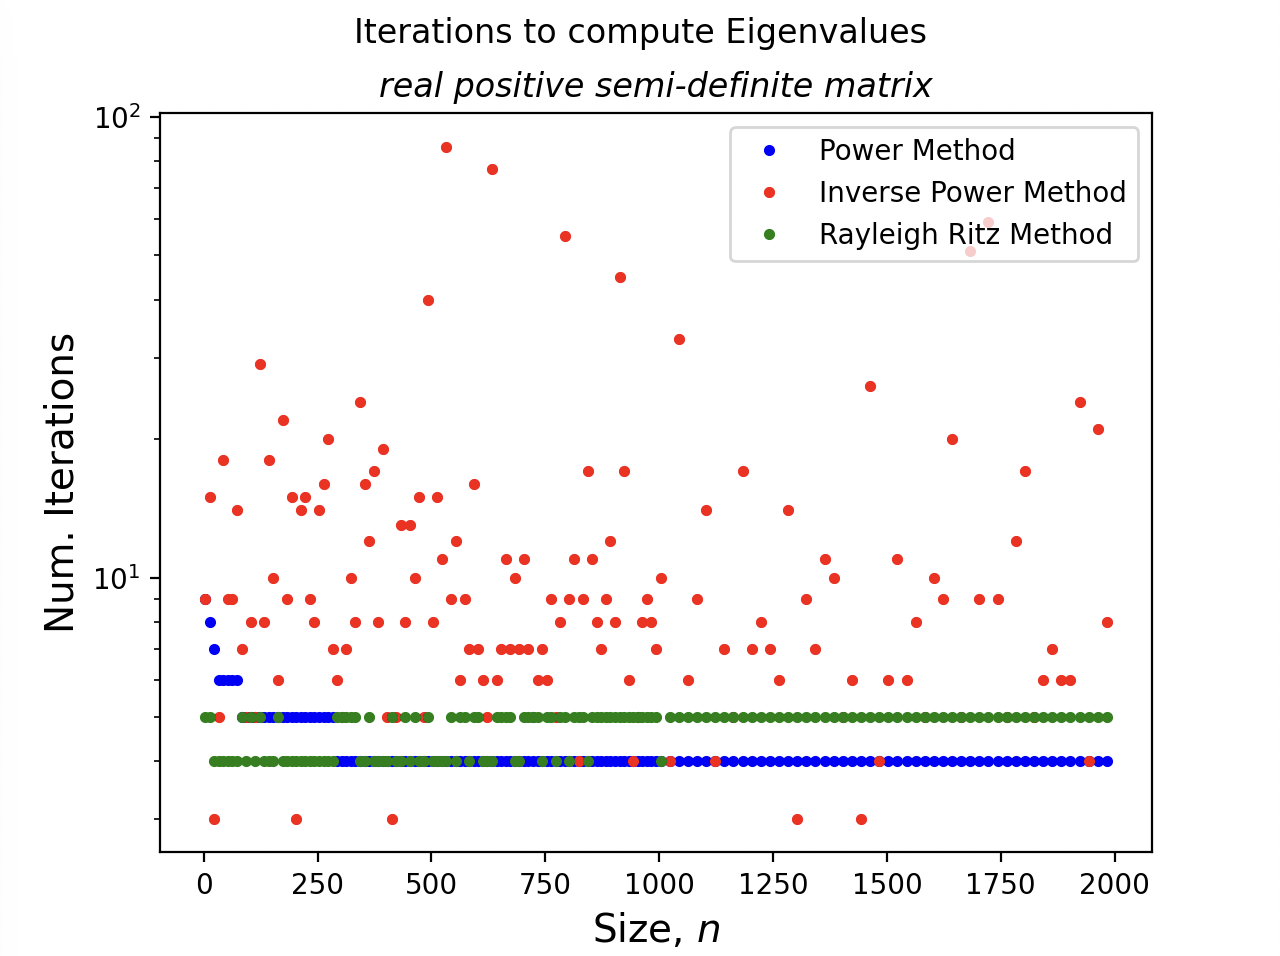 Iterations to compute Eigenvalues
real positive semi-definite matrix
10²
Power Method
Inverse Power Method
Rayleigh Ritz Method
Num. Iterations
10¹
0 250 500 750 1000 1250 1500 1750 2000
Size, n